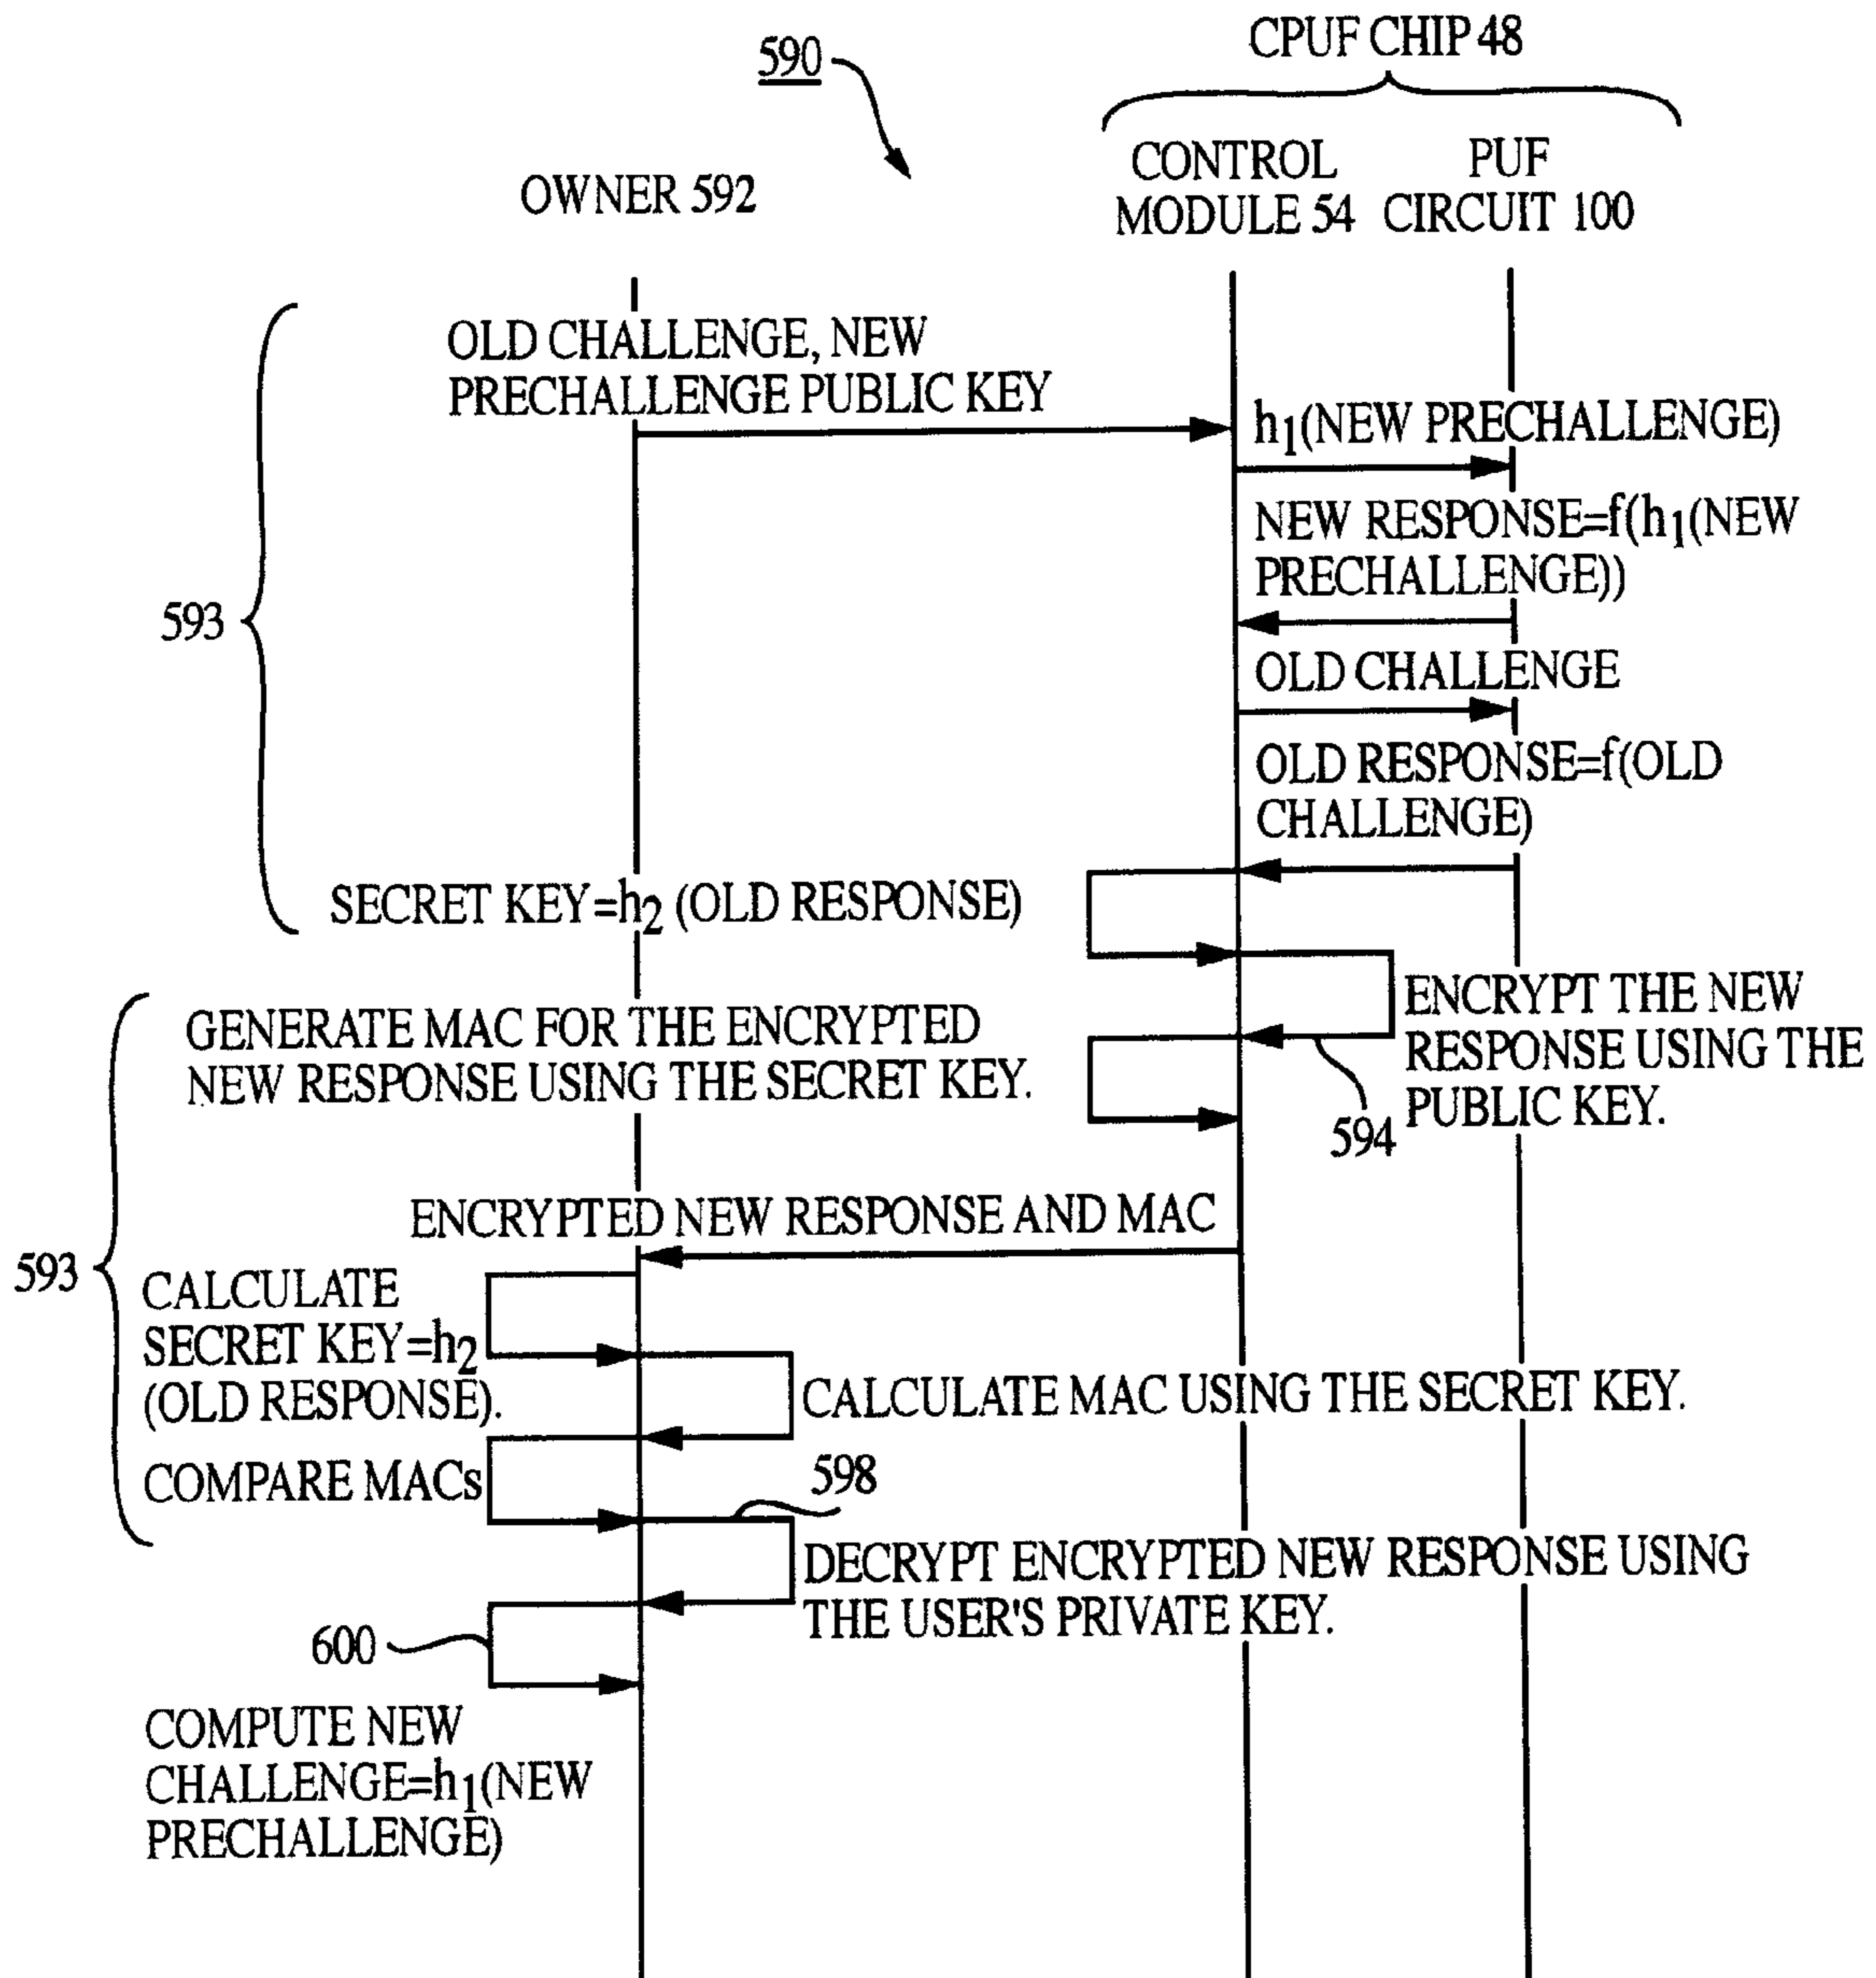 590
CPUF CHIP 48
OWNER 592
CONTROL
MODULE 54
PUF
CIRCUIT 100
593
OLD CHALLENGE, NEW
PRECHALLENGE PUBLIC KEY
h1(NEW PRECHALLENGE)
NEW RESPONSE=f(h1(NEW
PRECHALLENGE))
OLD CHALLENGE
OLD RESPONSE=f(OLD
CHALLENGE)
SECRET KEY=h2 (OLD RESPONSE)
ENCRYPT THE NEW
RESPONSE USING THE
PUBLIC KEY.
594
593
GENERATE MAC FOR THE ENCRYPTED
NEW RESPONSE USING THE SECRET KEY.
ENCRYPTED NEW RESPONSE AND MAC
CALCULATE
SECRET KEY=h2
(OLD RESPONSE).
CALCULATE MAC USING THE SECRET KEY.
COMPARE MACs
598
DECRYPT ENCRYPTED NEW RESPONSE USING
THE USER'S PRIVATE KEY.
600
COMPUTE NEW
CHALLENGE=h1(NEW
PRECHALLENGE)